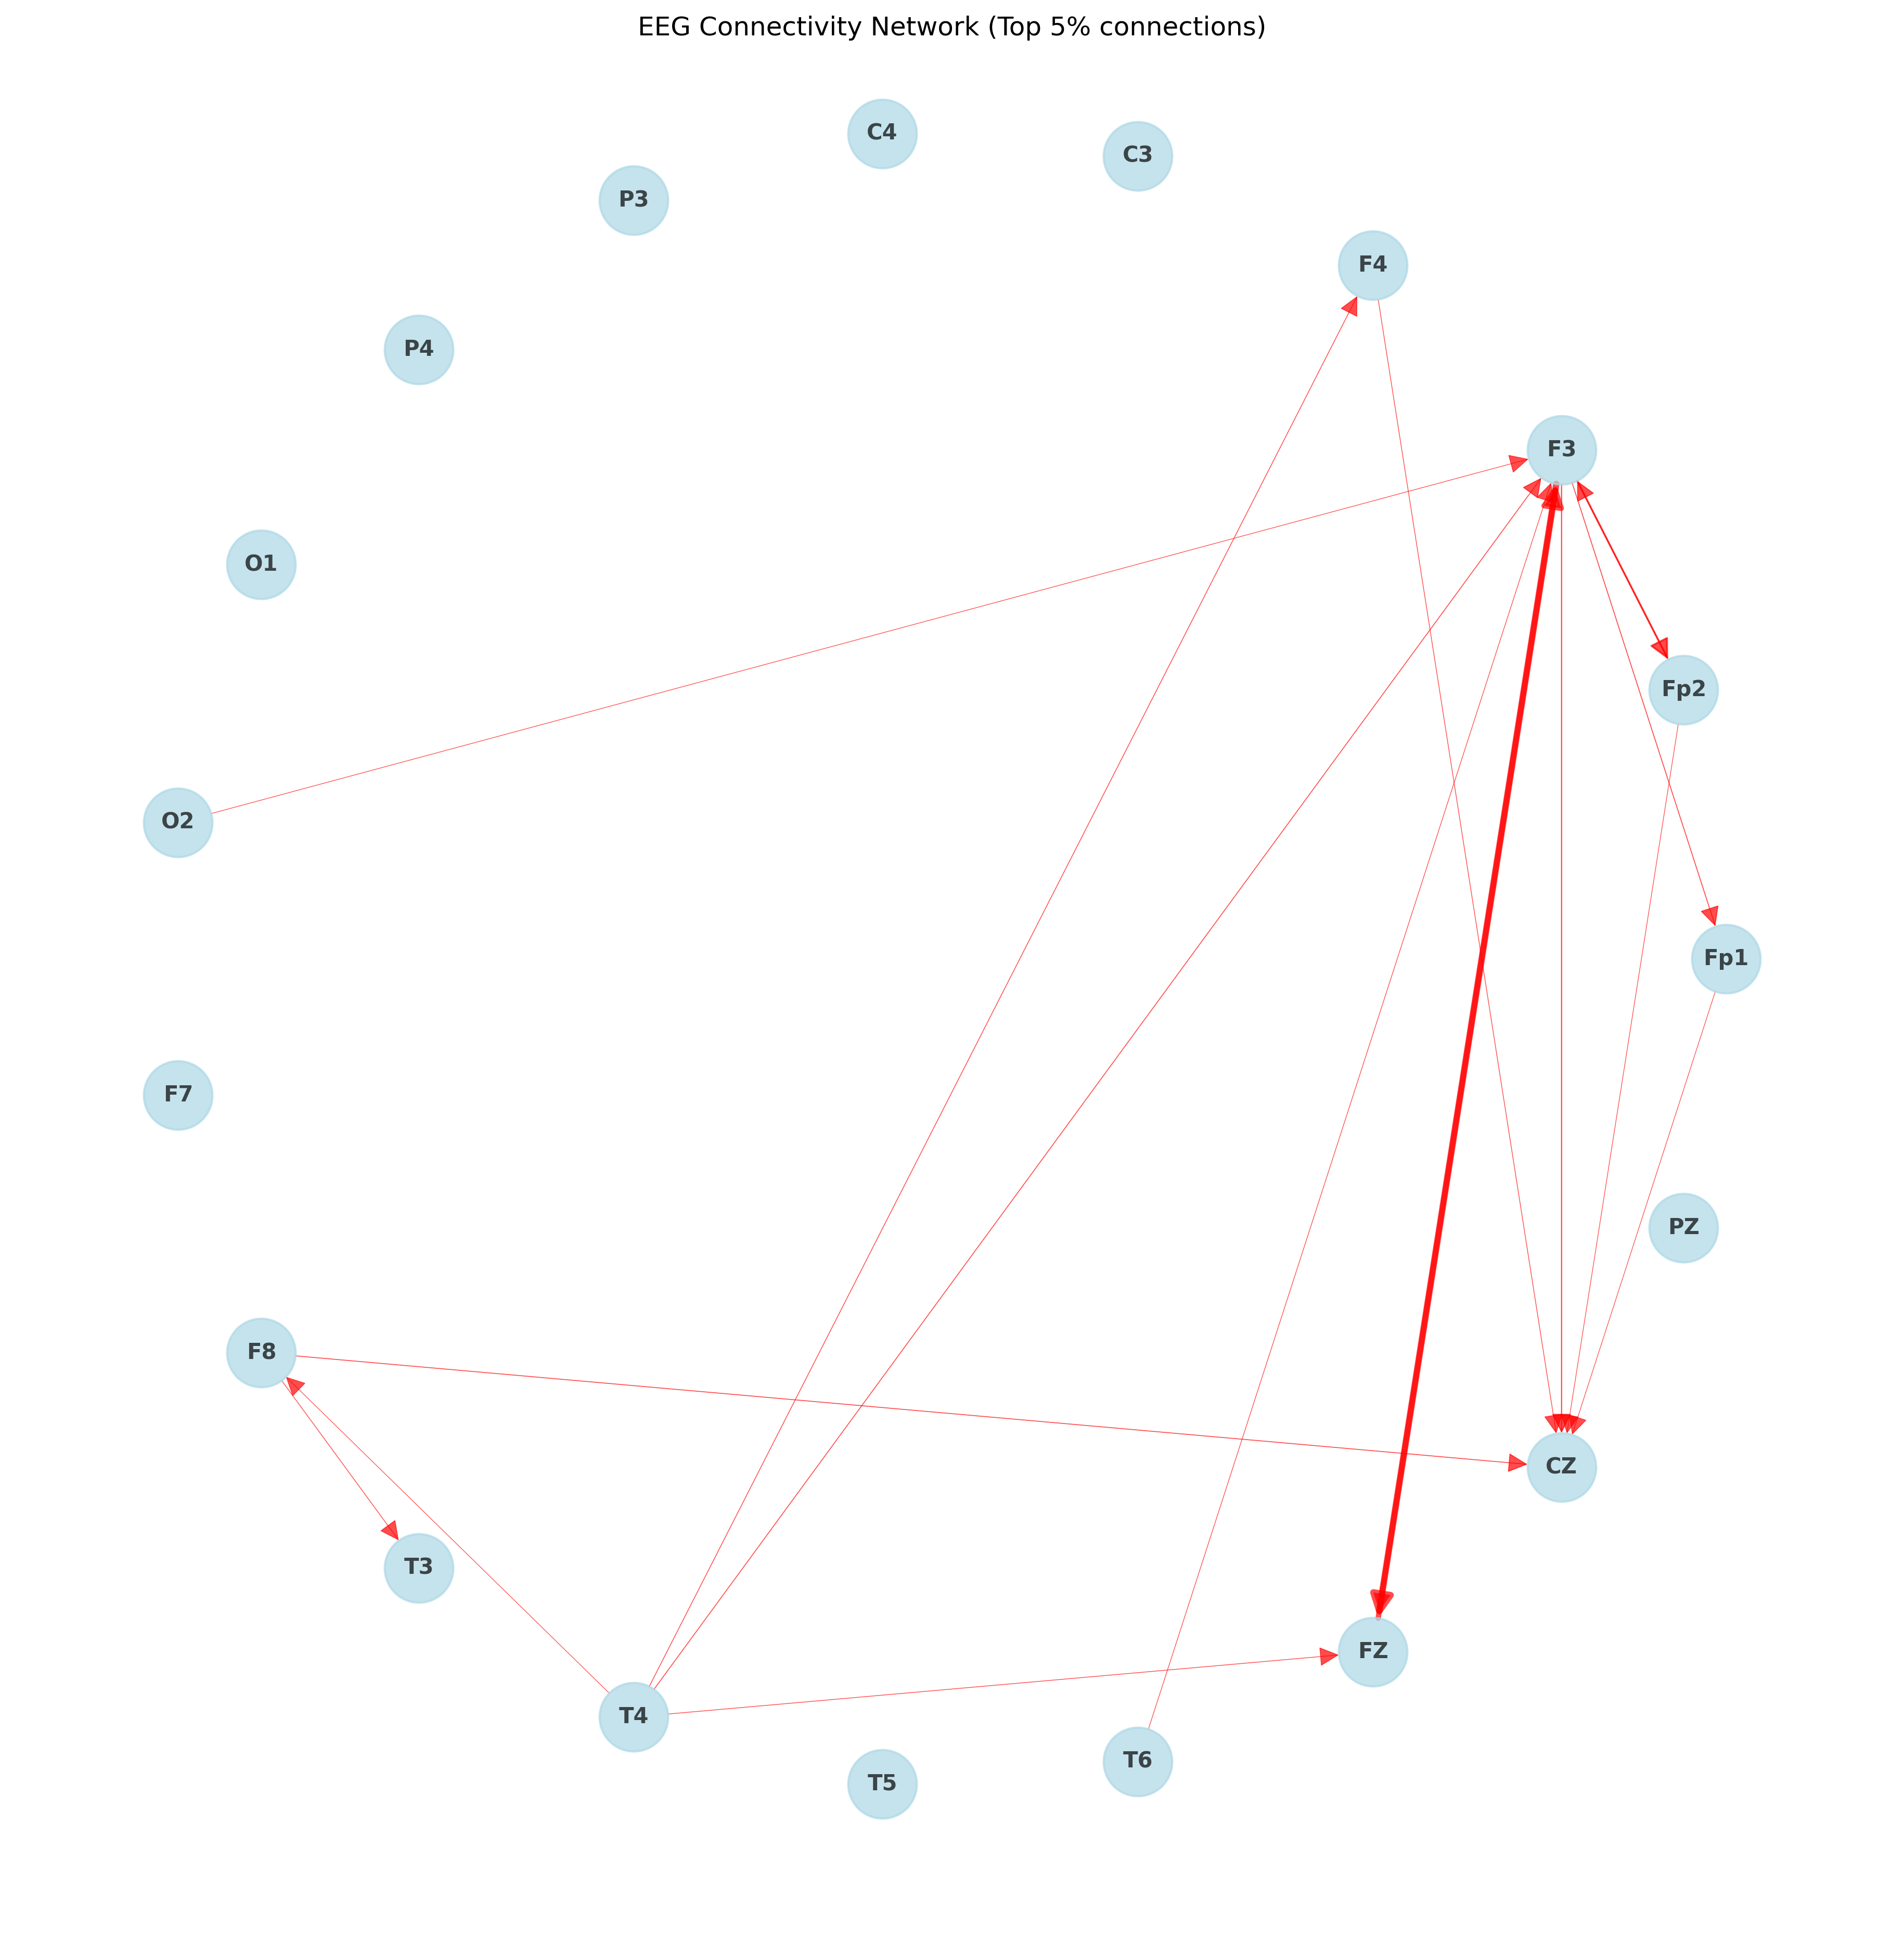 EEG Connectivity Network (Top 5% connections)
C4
C3
P3
F4
P4
F3
O1
Fp2
O2
Fp1
F7
PZ
F8
CZ
T3
FZ
T4
T6
T5